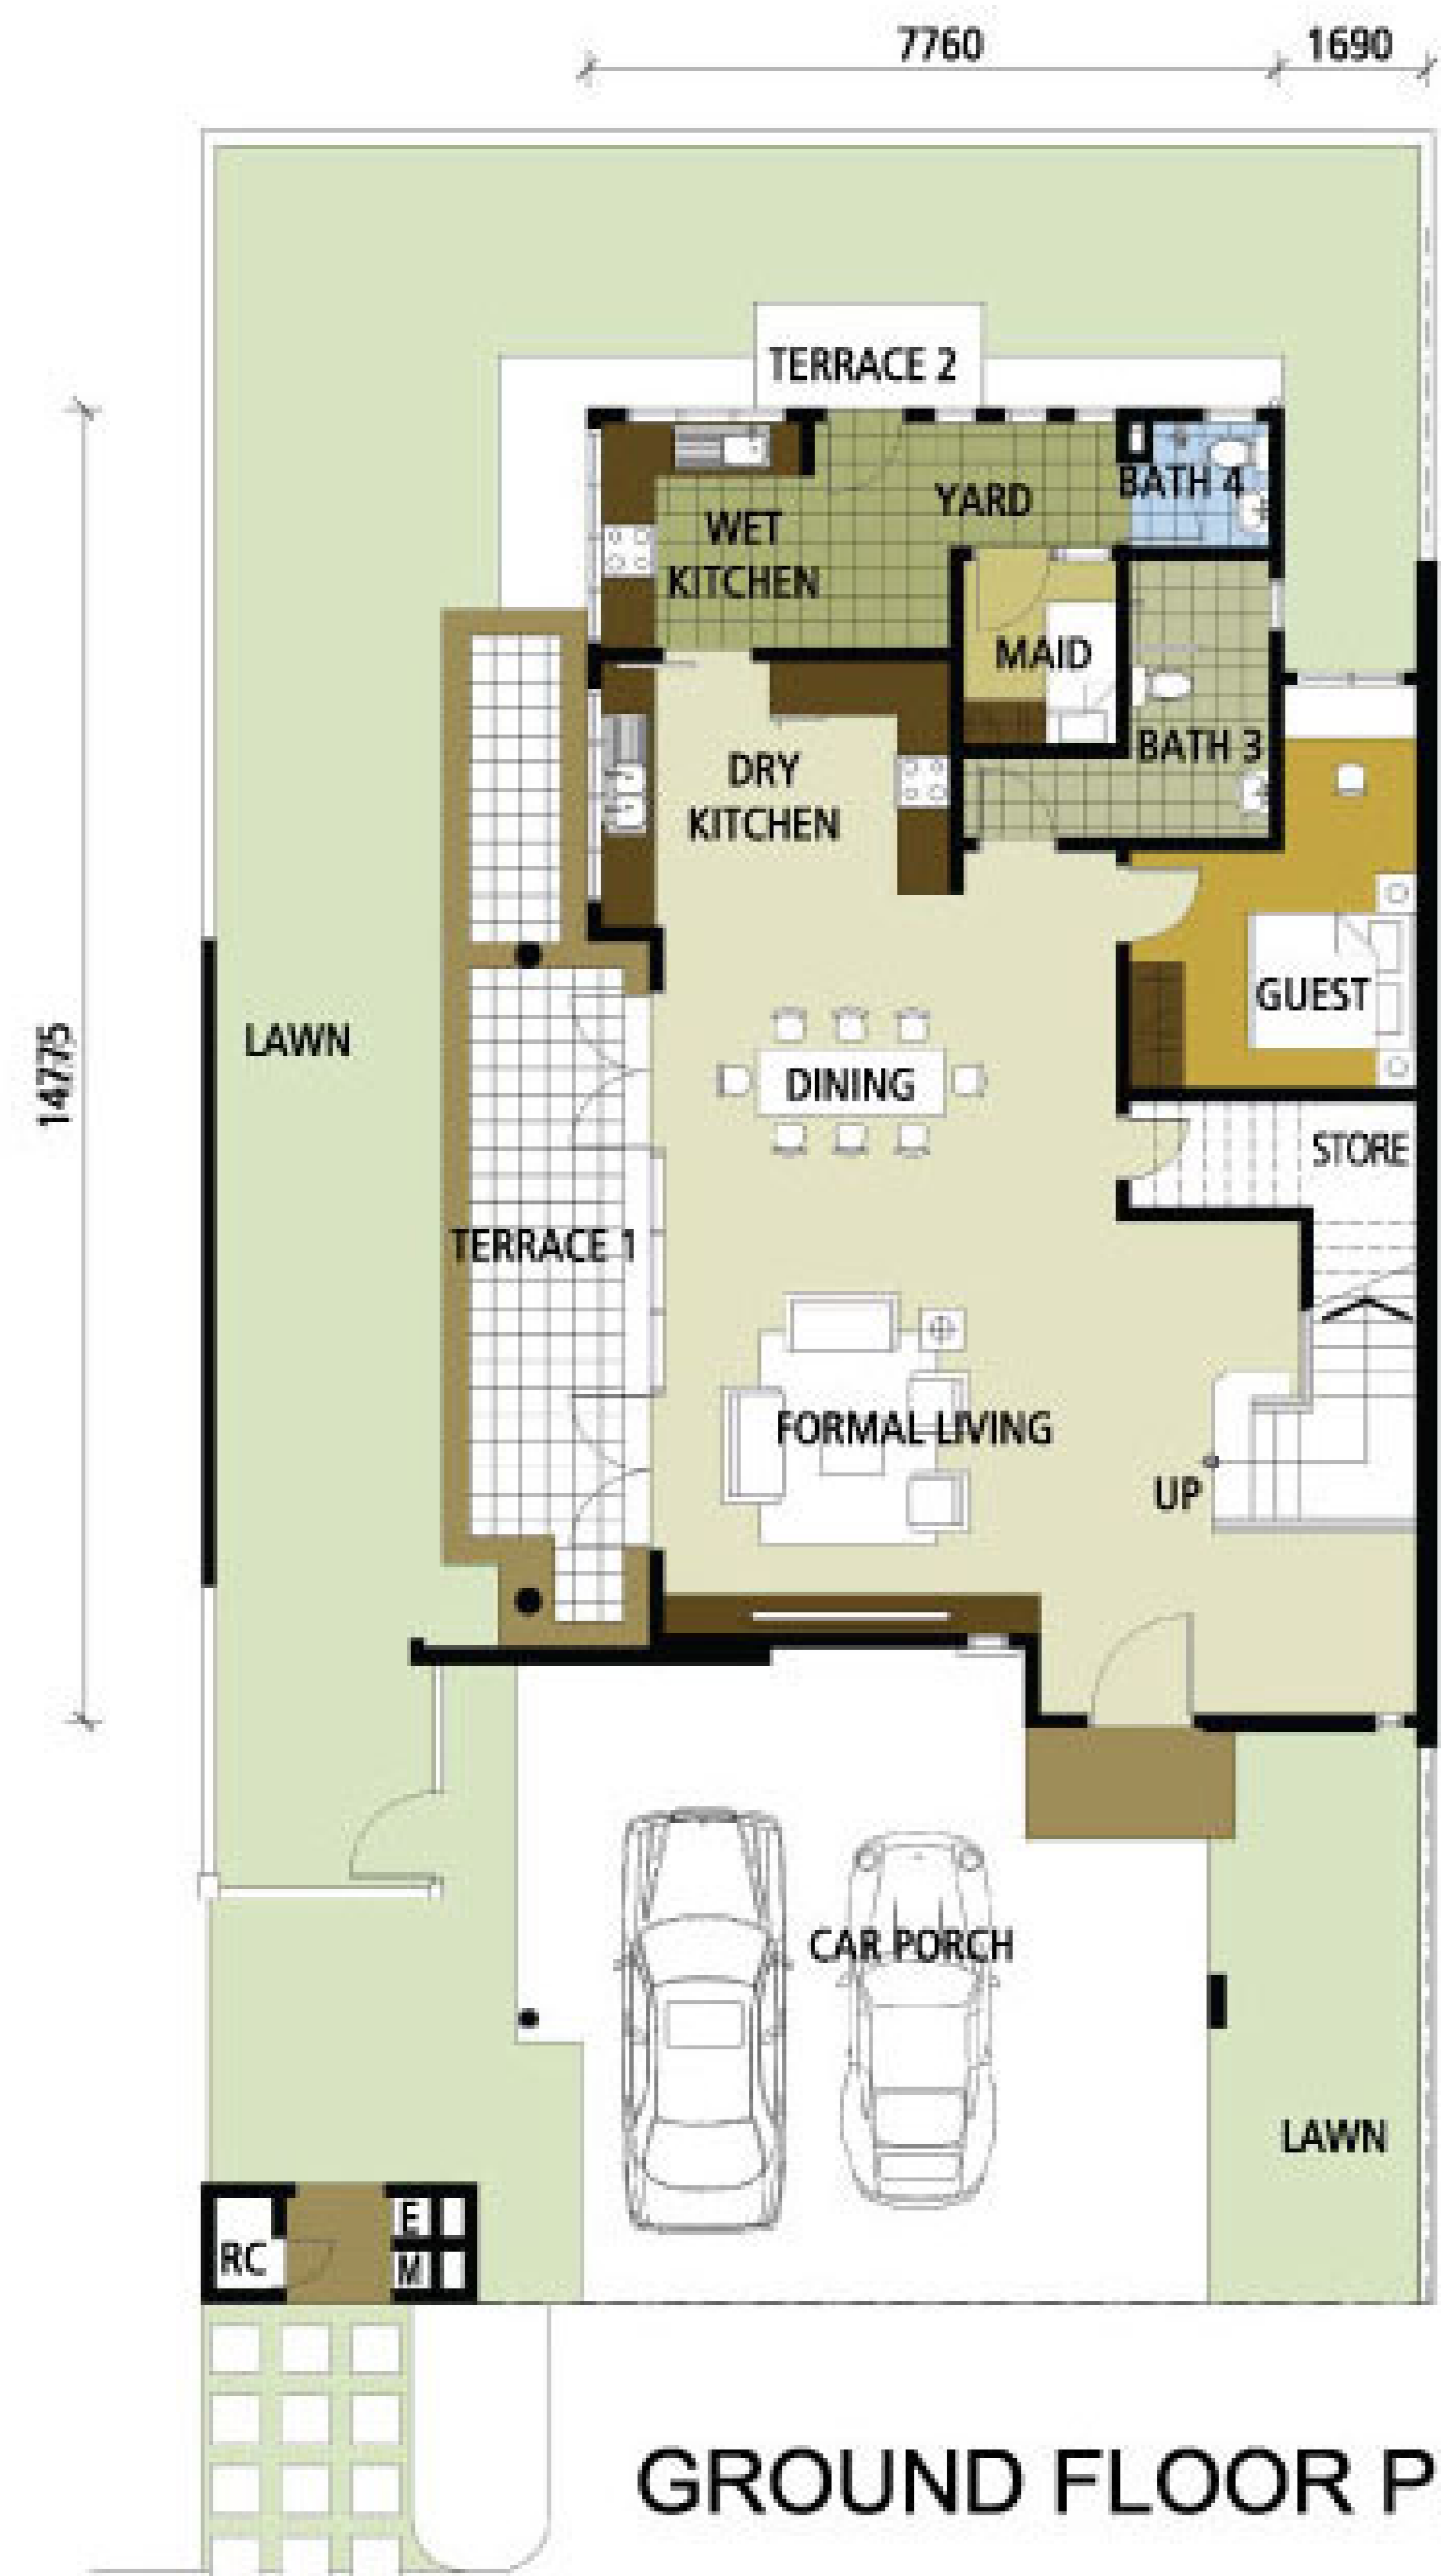 7760 1690
TERRACE 2
BATH 4
YARD
WET
KITCHEN
MAID
BATH 3
DRY
KITCHEN
GUEST
LAWN
14775
DINING
STORE
TERRACE 1
FORMAL LIVING
UP
CAR PORCH
LAWN
E
RC
M
GROUND FLOOR P